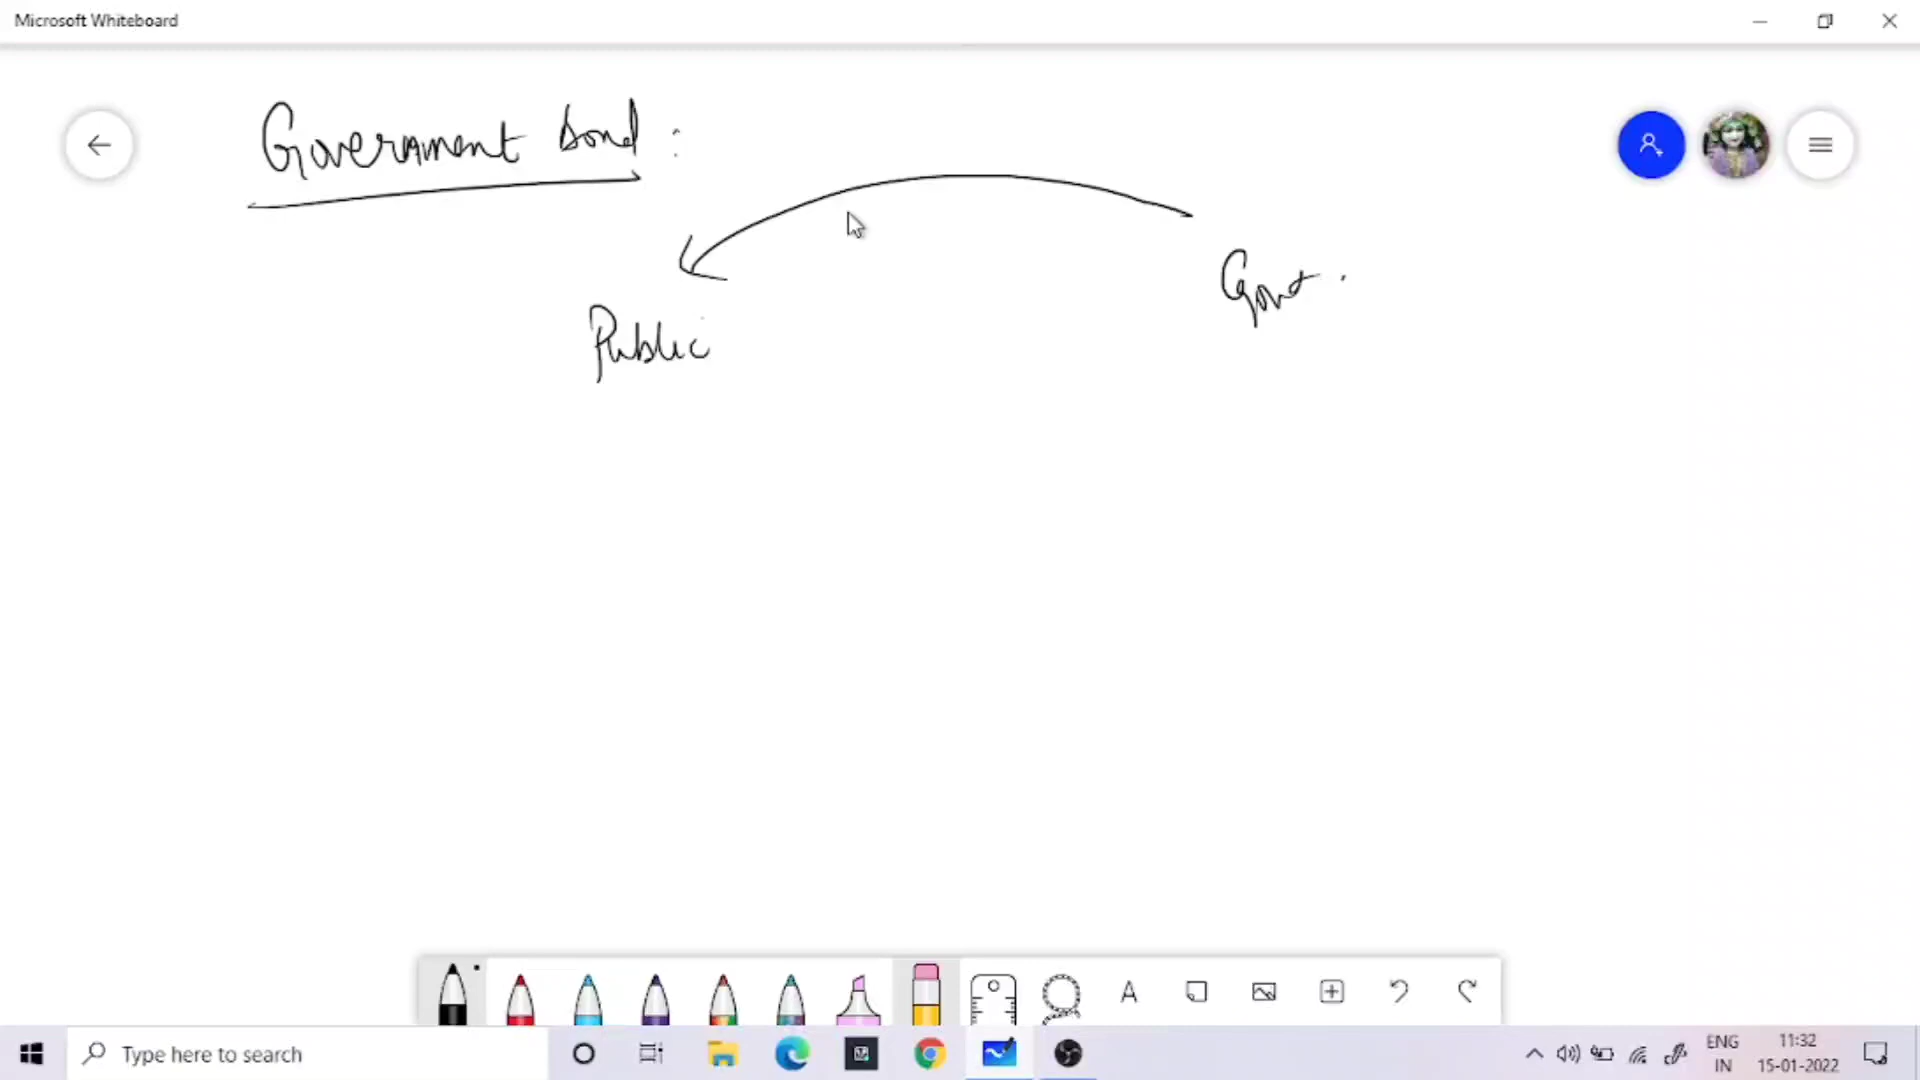 Microsoft Whiteboard
Government bond :
Govt.
Public
A
Type here to search
ENG
IN
11:32
15-01-2022